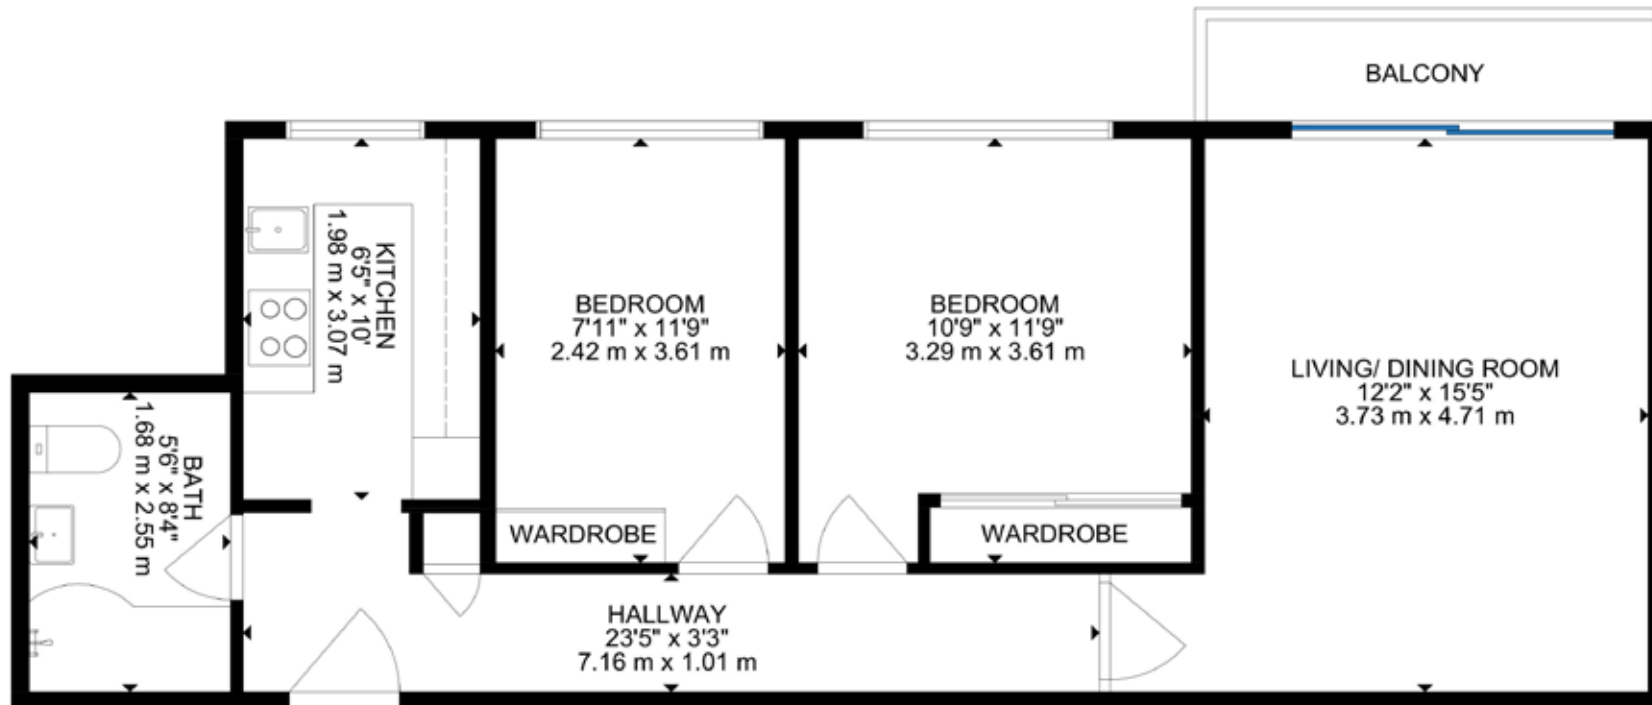 BALCONY
KITCHEN
6'5" x 10'
1.98 m x 3.07 m
BEDROOM
7'11" x 11'9"
2.42 m x 3.61 m
BEDROOM
10'9" x 11'9"
3.29 m x 3.61 m
LIVING/ DINING ROOM
12'2" x 15'5"
3.73 m x 4.71 m
BATH
5'6" x 8'4"
1.68 m x 2.55 m
WARDROBE
WARDROBE
HALLWAY
23'5" x 3'3"
7.16 m x 1.01 m